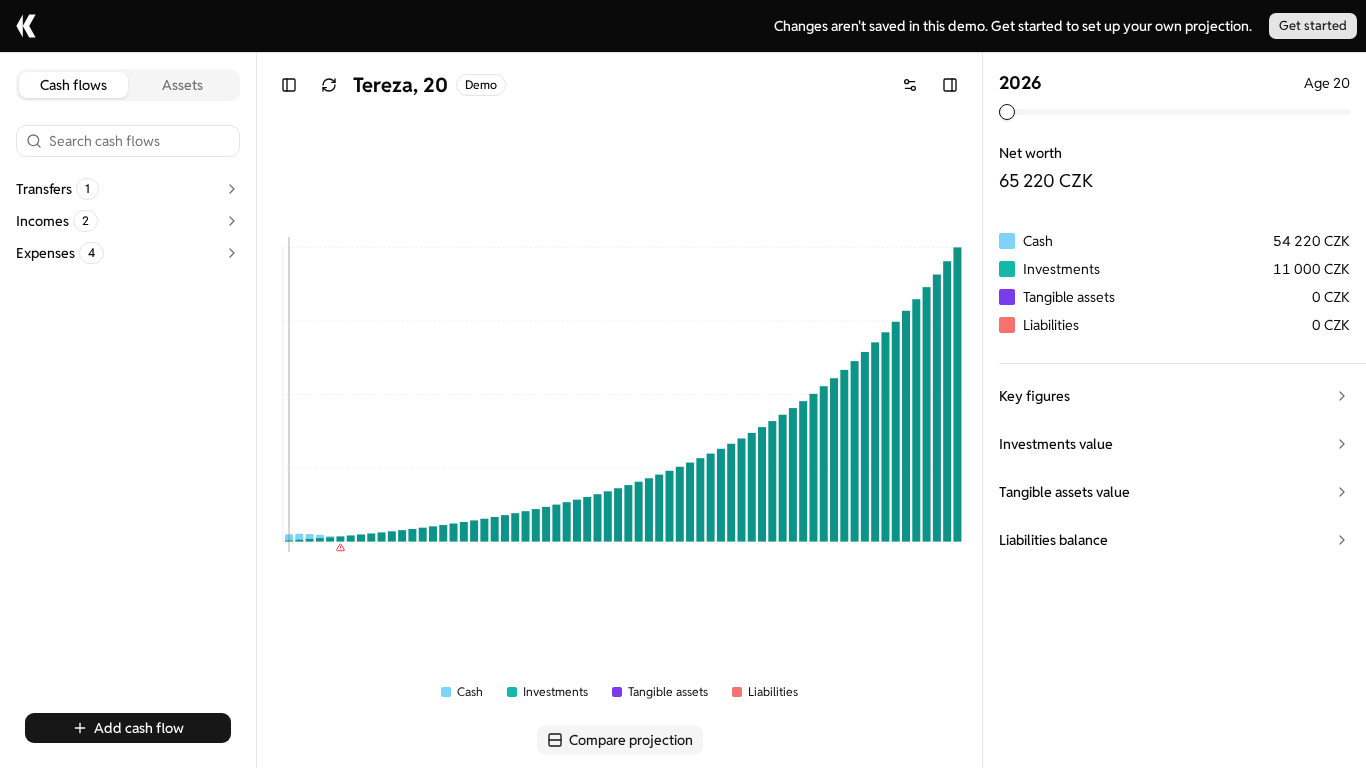 Changes aren't saved in this demo. Get started to set up your own projection.
Get started
Cash flows
Assets
Search cash flows
Transfers 1
Incomes 2
Expenses 4
Add cash flow
Tereza, 20
Demo
Cash
Investments
Tangible assets
Liabilities
Compare projection
2026
Age 20
Net worth
65 220 CZK
Cash 54 220 CZK
Investments 11 000 CZK
Tangible assets 0 CZK
Liabilities 0 CZK
Key figures
Investments value
Tangible assets value
Liabilities balance